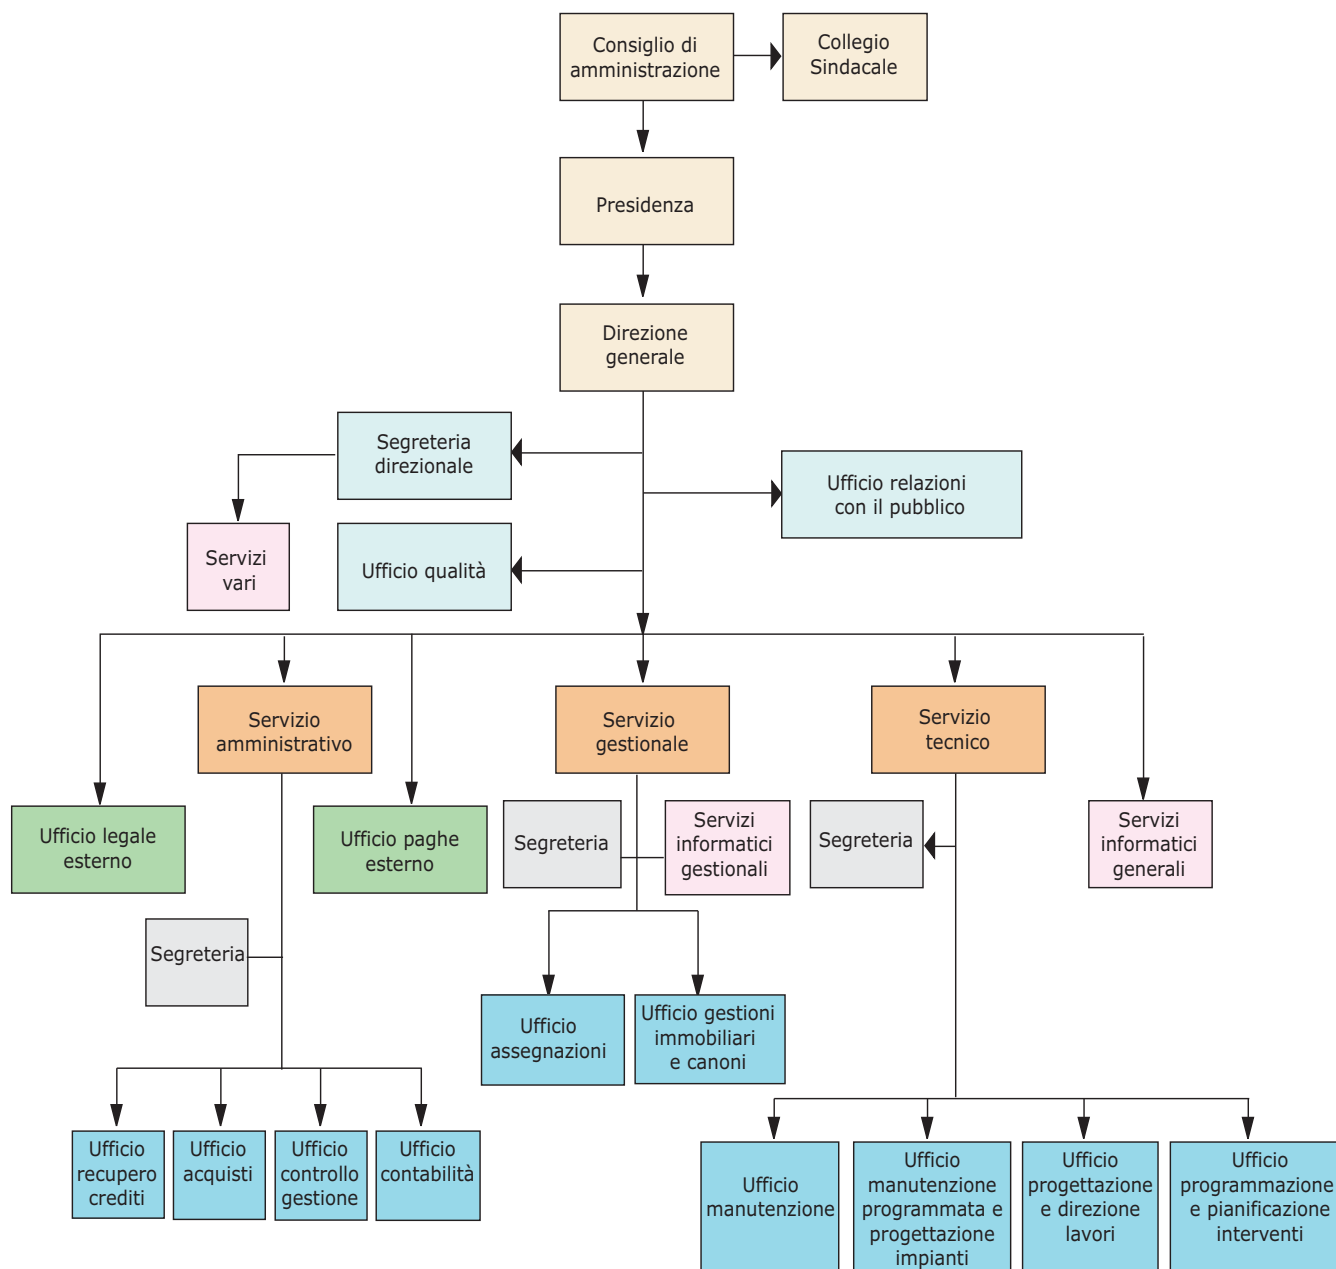 Consiglio di
amministrazione
Collegio
Sindacale
Presidenza
Direzione
generale
Segreteria
direzionale
Ufficio relazioni
con il pubblico
Servizi
vari
Ufficio qualità
Servizio
amministrativo
Servizio
gestionale
Servizio
tecnico
Ufficio legale
esterno
Ufficio paghe
esterno
Segreteria
Servizi
informatici
gestionali
Segreteria
Servizi
informatici
generali
Segreteria
Ufficio
assegnazioni
Ufficio gestioni
immobiliari
e canoni
Ufficio
recupero
crediti
Ufficio
acquisti
Ufficio
controllo
gestione
Ufficio
contabilità
Ufficio
manutenzione
Ufficio
manutenzione
programmata e
progettazione
impianti
Ufficio
progettazione
e direzione
lavori
Ufficio
programmazione
e pianificazione
interventi